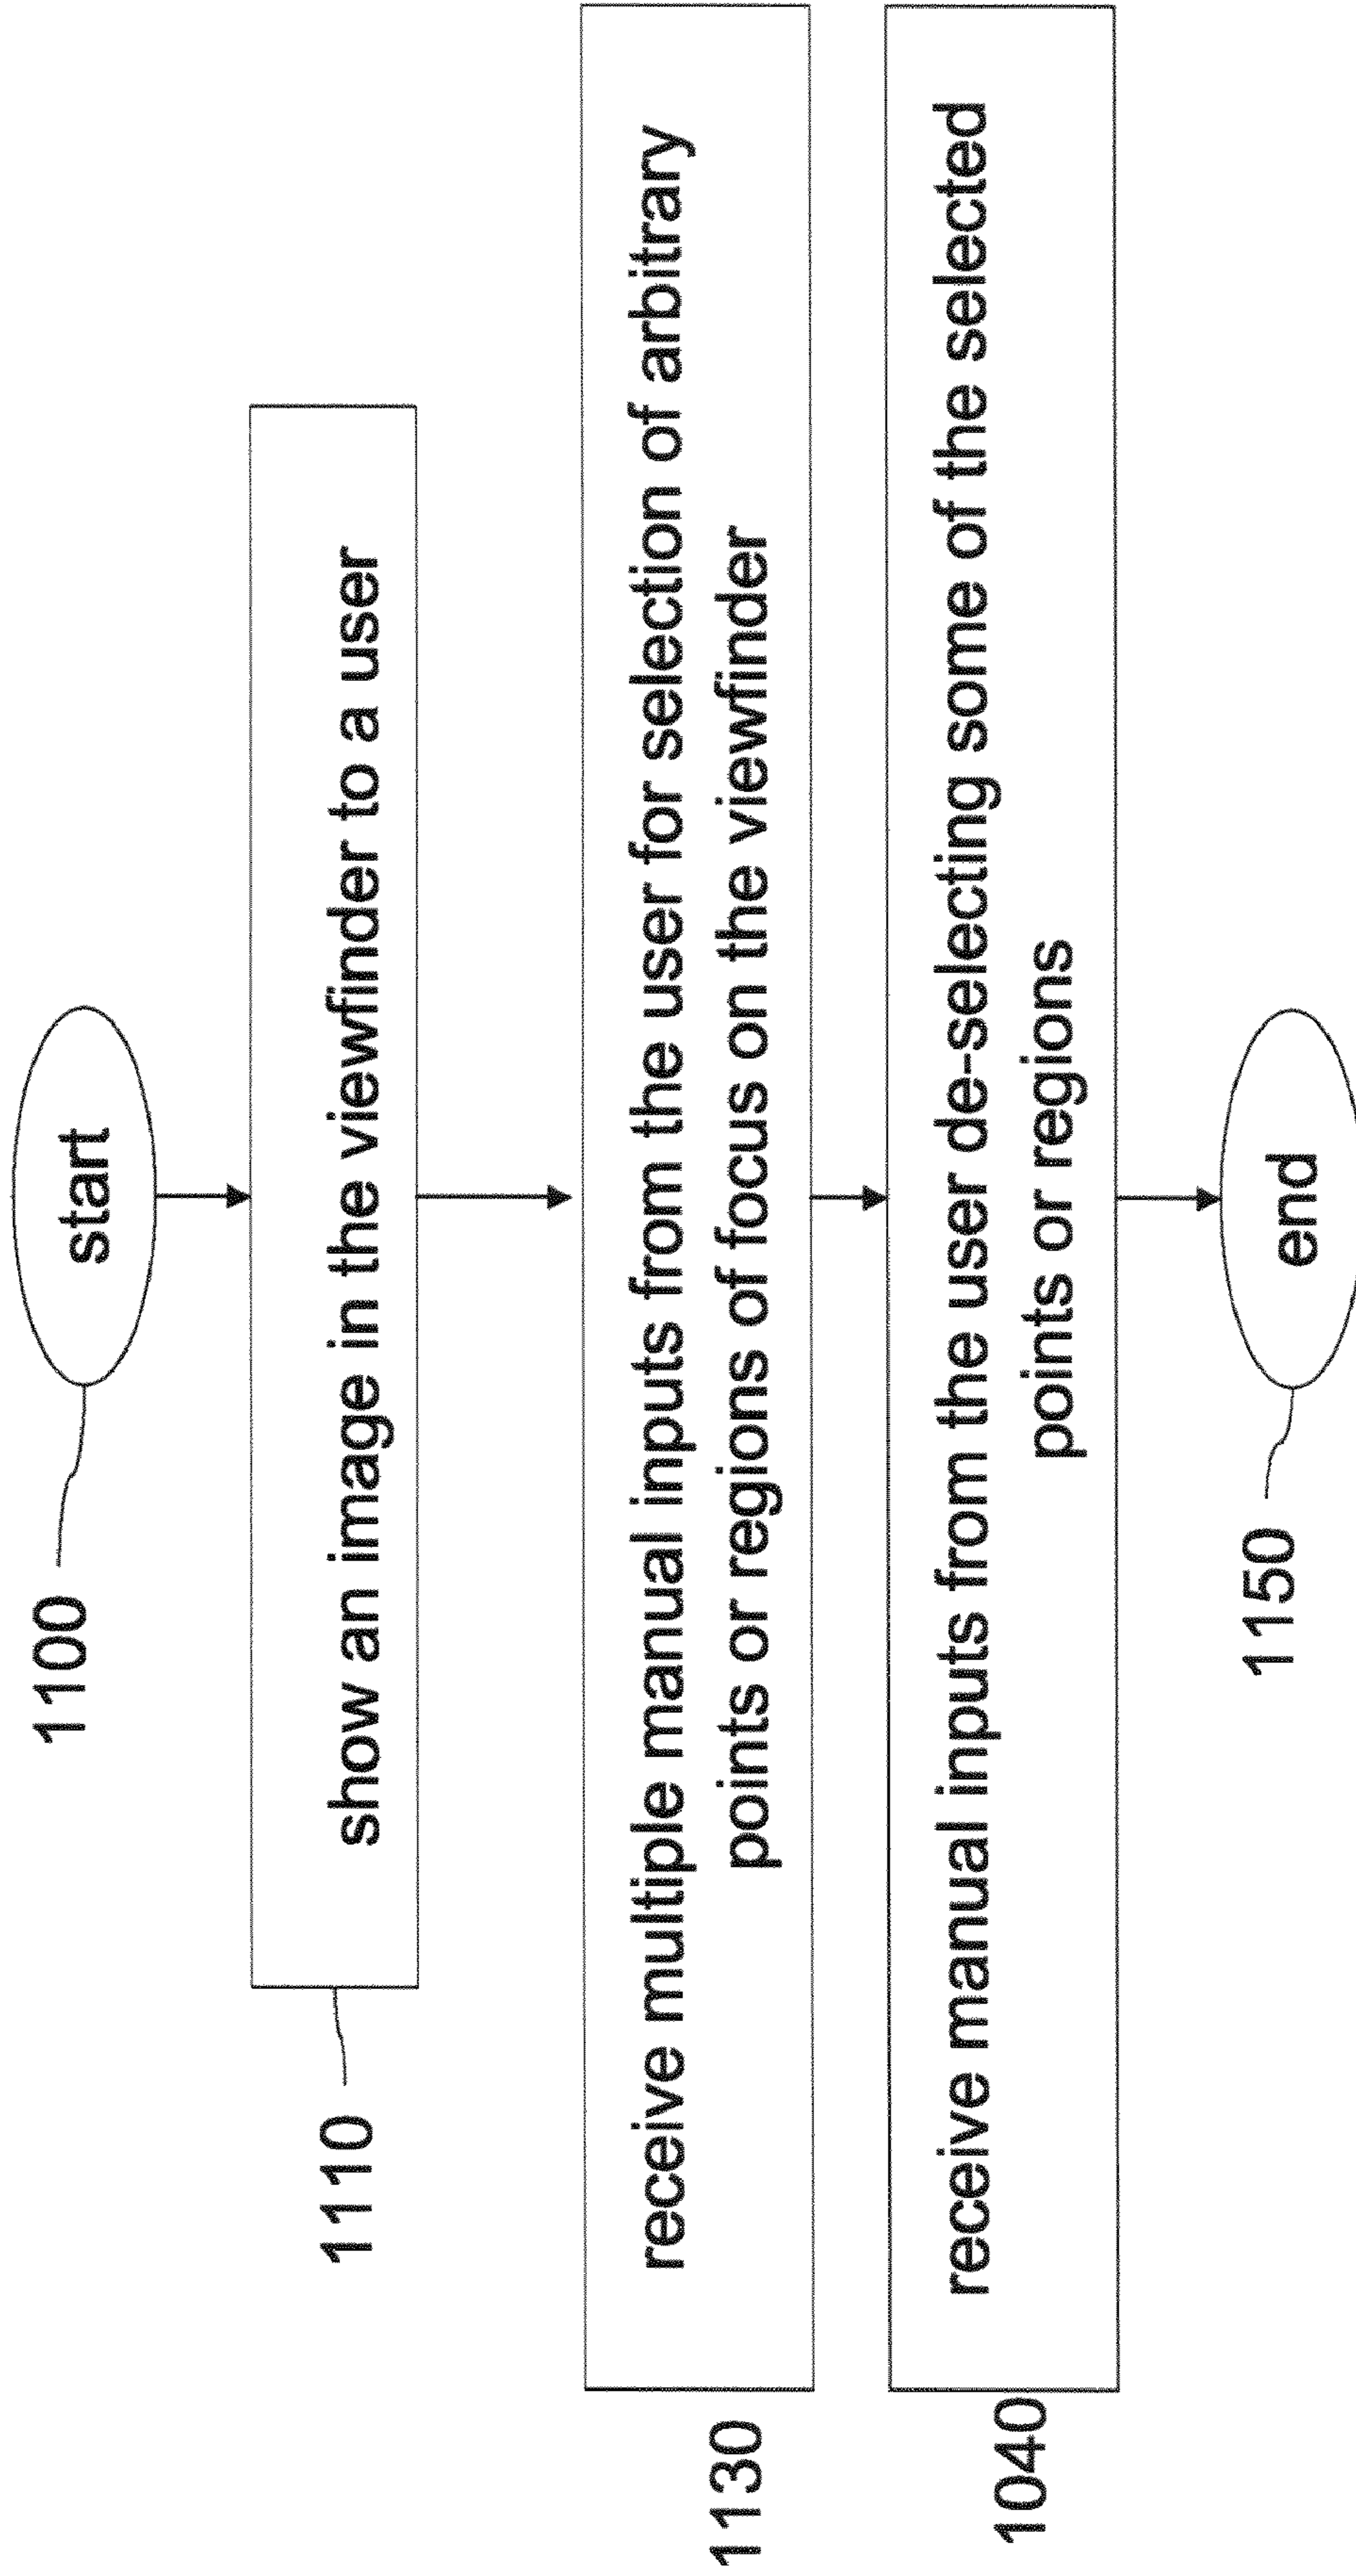 1100
start
1110
show an image in the viewfinder to a user
1130
receive multiple manual inputs from the user for selection of arbitrary
points or regions of focus on the viewfinder
1040
receive manual inputs from the user de-selecting some of the selected
points or regions
1150
end